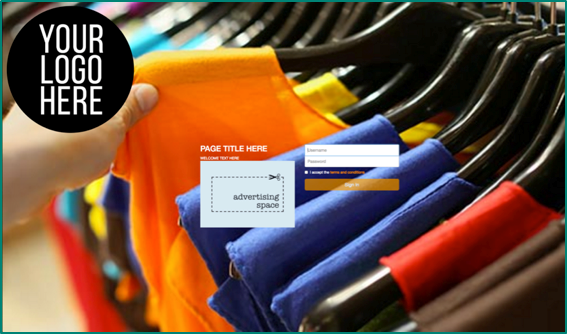 YOUR
LOGO
HERE
PAGE TITLE HERE
WELCOME TEXT HERE
advertising
space
Username
Password
I accept the terms and conditions.
Sign In